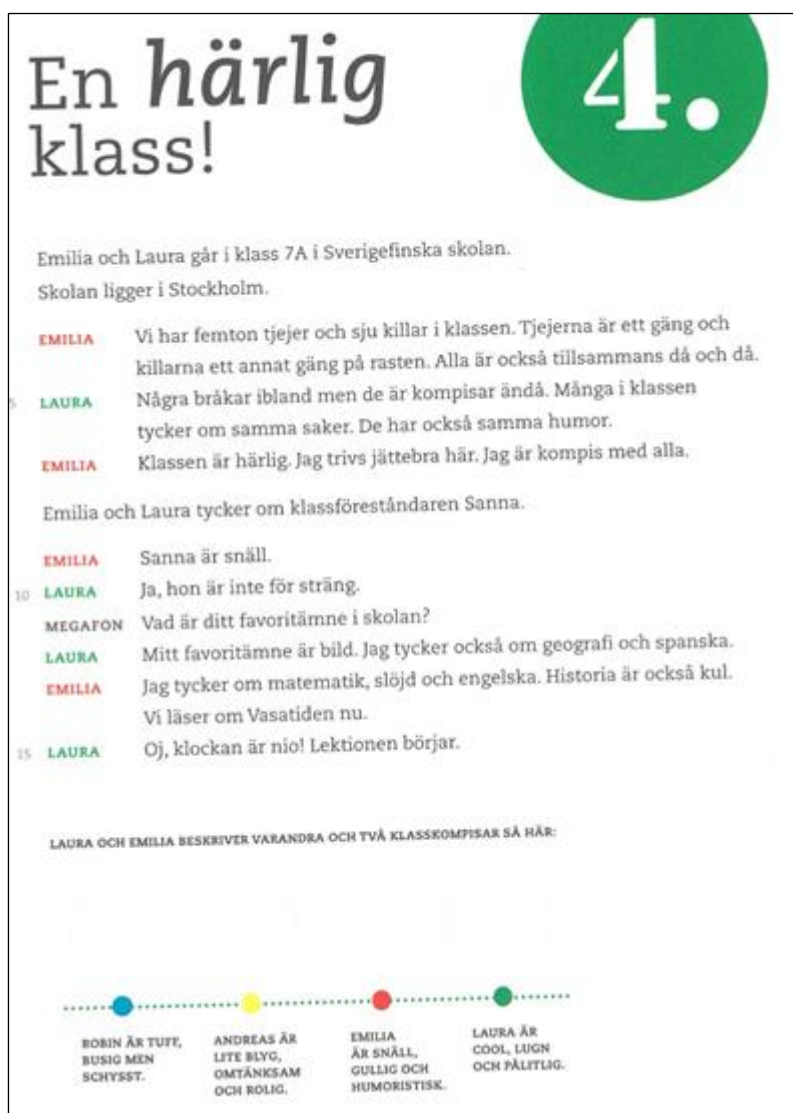 En härlig
klass!
4.
Emilia och Laura går i klass 7A i Sverigefinska skolan.
Skolan ligger i Stockholm.
EMILIA Vi har femton tjejer och sju killar i klassen. Tjejerna är ett gäng och
killarna ett annat gäng på rasten. Alla är också tillsammans då och då.
5 LAURA Några bråkar ibland men de är kompisar ändå. Många i klassen
tycker om samma saker. De har också samma humor.
EMILIA Klassen är härlig. Jag trivs jättebra här. Jag är kompis med alla.
Emilia och Laura tycker om klassföreståndaren Sanna.
EMILIA Sanna är snäll.
10 LAURA Ja, hon är inte för sträng.
MEGAFON Vad är ditt favoritämne i skolan?
LAURA Mitt favoritämne är bild. Jag tycker också om geografi och spanska.
EMILIA Jag tycker om matematik, slöjd och engelska. Historia är också kul.
Vi läser om Vasatiden nu.
15 LAURA Oj, klockan är nio! Lektionen börjar.
LAURA OCH EMILIA BESKRIVER VARANDRA OCH TVÅ KLASSKOMPISAR SÅ HÄR:
ROBIN ÄR TUFF,
BUSIG MEN
SCHYSST.
ANDREAS ÄR
LITE BLYG,
OMTÄNKSAM
OCH ROLIG.
EMILIA
ÄR SNÄLL,
GULLIG OCH
HUMORISTISK.
LAURA ÄR
COOL, LUGN
OCH PÅLITLIG.